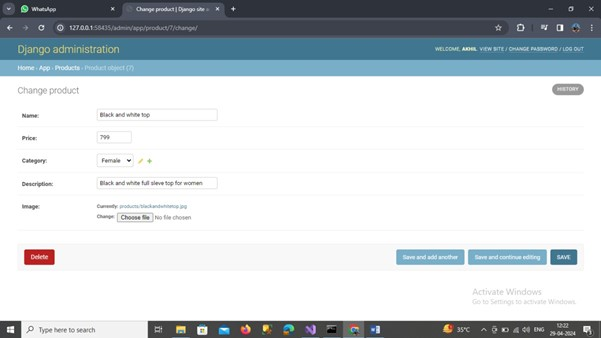 WhatsApp
Change product | Django site a
127.0.0.1:58435/admin/app/product/7/change/
Django administration
WELCOME, AKHIL. VIEW SITE / CHANGE PASSWORD / LOG OUT
Home › App › Products › Product object (7)
Change product
HISTORY
Name: Black and white top
Price: 799
Category: Female
Description: Black and white full sleve top for women
Image: Currently: products/blackandwhitetop.jpg
Change: Choose file No file chosen
Delete Save and add another Save and continue editing SAVE
Activate Windows
Go to Settings to activate Windows.
Type here to search
35°C
ENG
12:22
29-04-2024